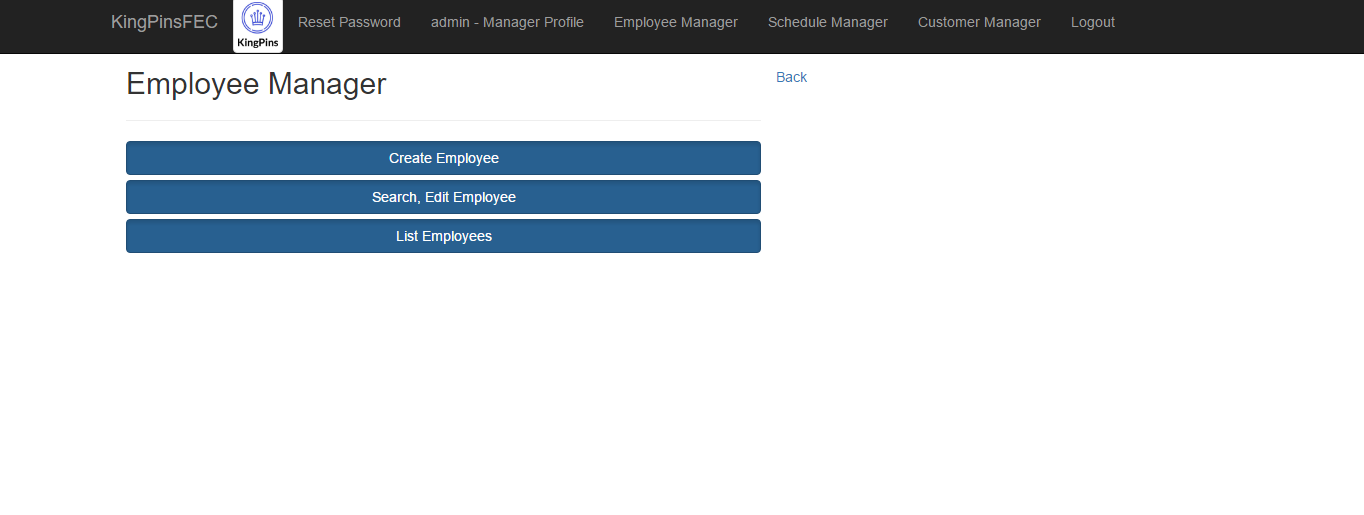 KingPinsFEC
KingPins
Reset Password
admin - Manager Profile
Employee Manager
Schedule Manager
Customer Manager
Logout
Employee Manager
Back
Create Employee
Search, Edit Employee
List Employees